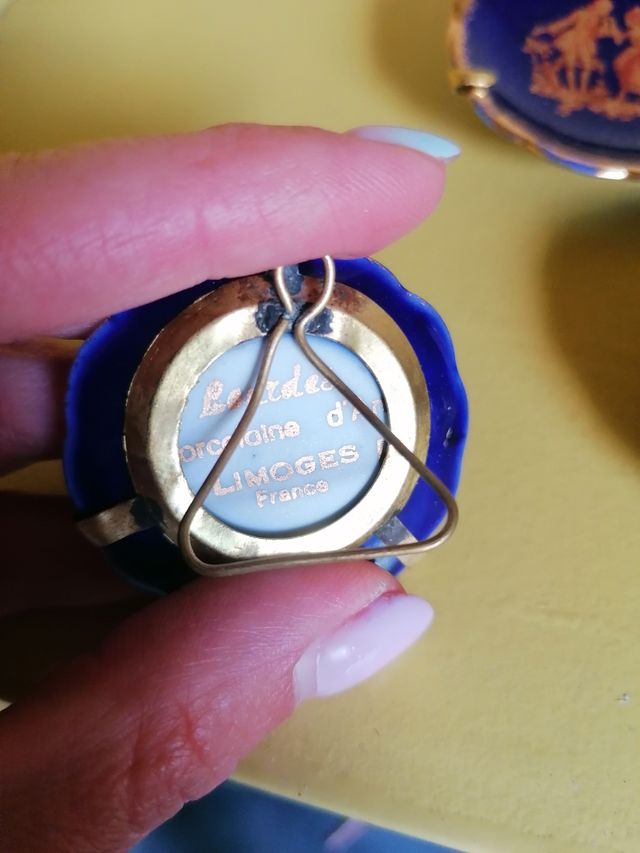 orcelaine d'A
LIMOGES
France